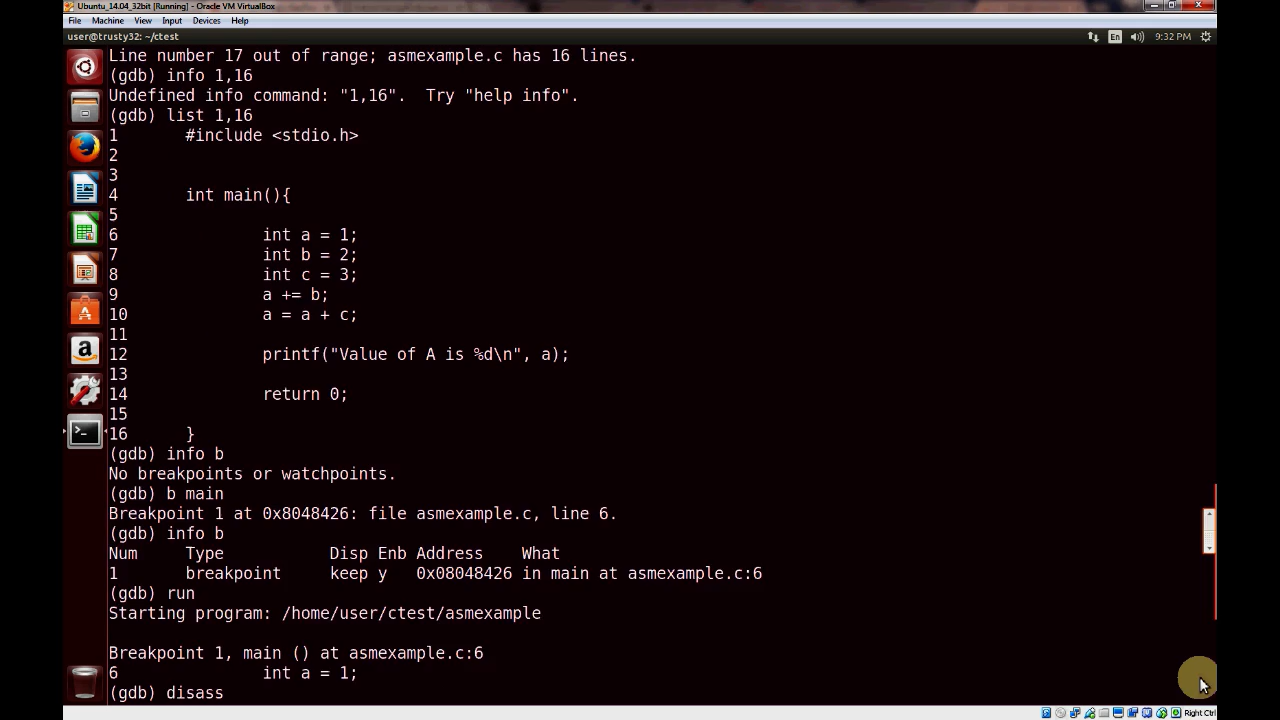 Ubuntu_14.04_32bit [Running] - Oracle VM VirtualBox
File Machine View Input Devices Help
user@trusty32: ~/ctest
En
9:32 PM
Line number 17 out of range; asmexample.c has 16 lines.
(gdb) info 1,16
Undefined info command: "1,16".  Try "help info".
(gdb) list 1,16
1 #include <stdio.h>
2
3
4 int main(){
5
6 int a = 1;
7 int b = 2;
8 int c = 3;
9 a += b;
10 a = a + c;
11
12 printf("Value of A is %d\n", a);
13
14 return 0;
15
16 }
(gdb) info b
No breakpoints or watchpoints.
(gdb) b main
Breakpoint 1 at 0x8048426: file asmexample.c, line 6.
(gdb) info b
Num Type Disp Enb Address What
1 breakpoint keep y 0x08048426 in main at asmexample.c:6
(gdb) run
Starting program: /home/user/ctest/asmexample
Breakpoint 1, main () at asmexample.c:6
6 int a = 1;
(gdb) disass
Right Ctrl